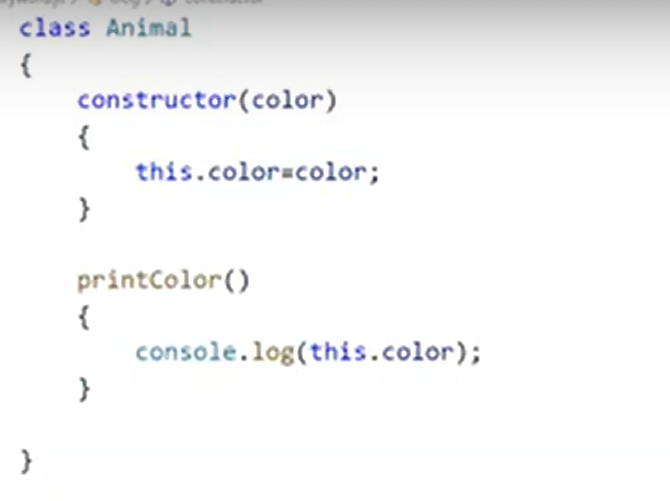 class Animal
{
    constructor(color)
    {
        this.color=color;
    }

    printColor()
    {
        console.log(this.color);
    }

}